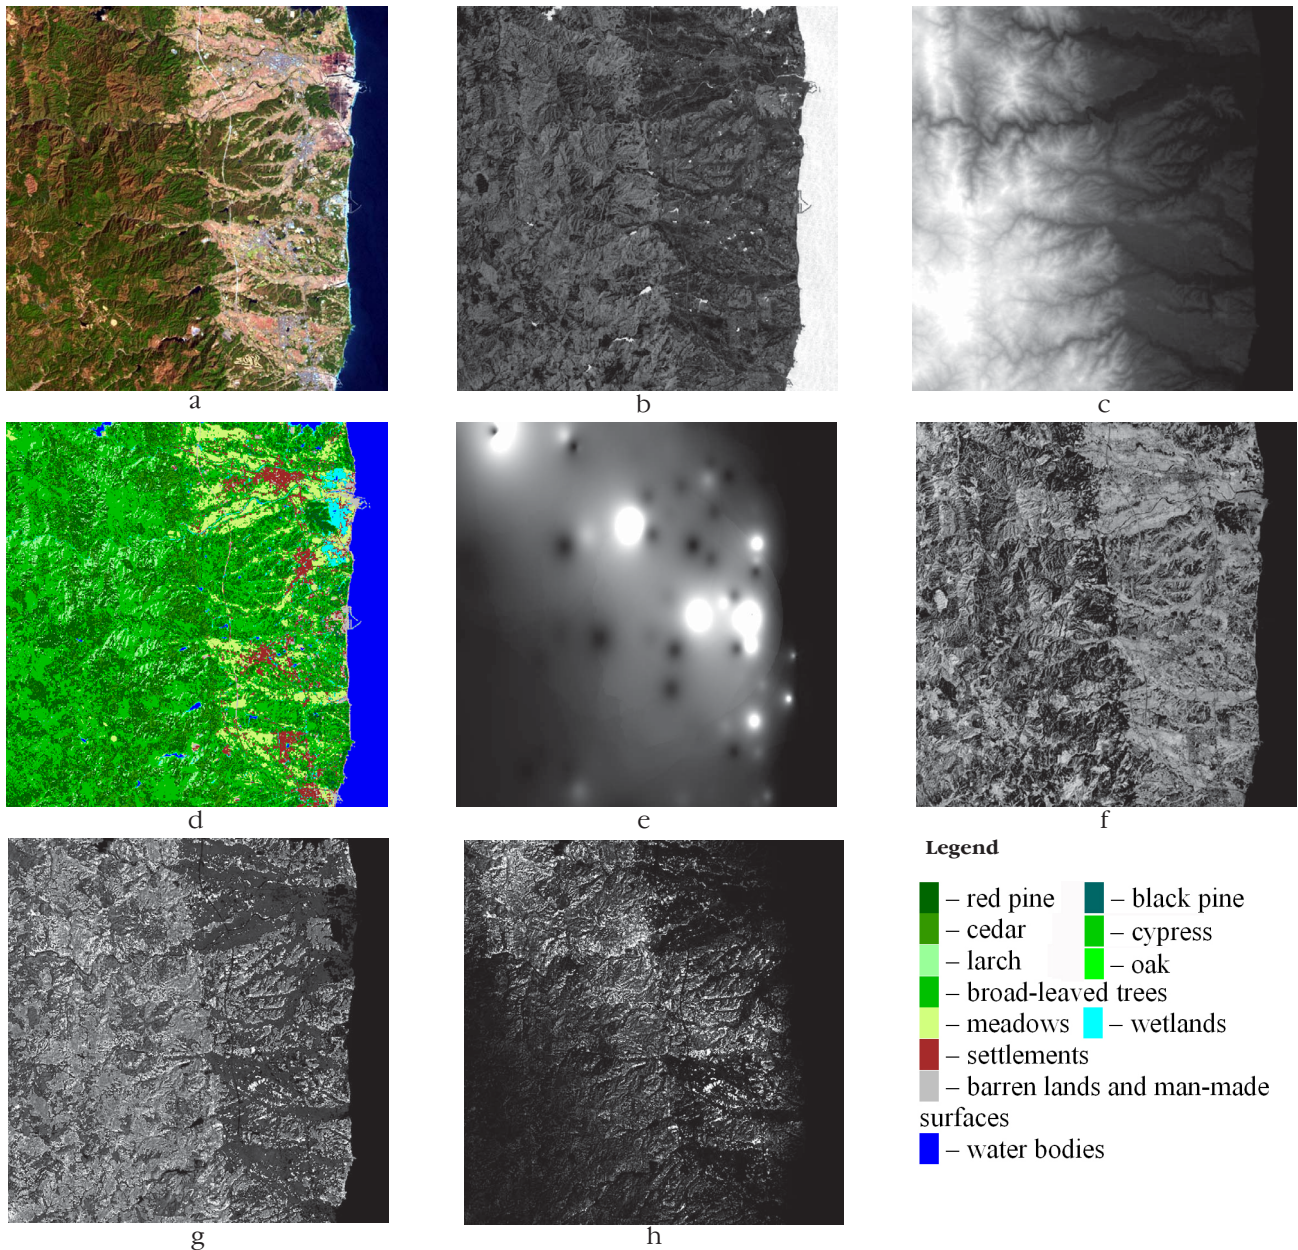 a
b
c
d
e
f
Legend
– red pine
– black pine
– cedar
– cypress
– larch
– oak
– broad-leaved trees
– meadows
– wetlands
– settlements
– barren lands and man-made
surfaces
– water bodies
g
h